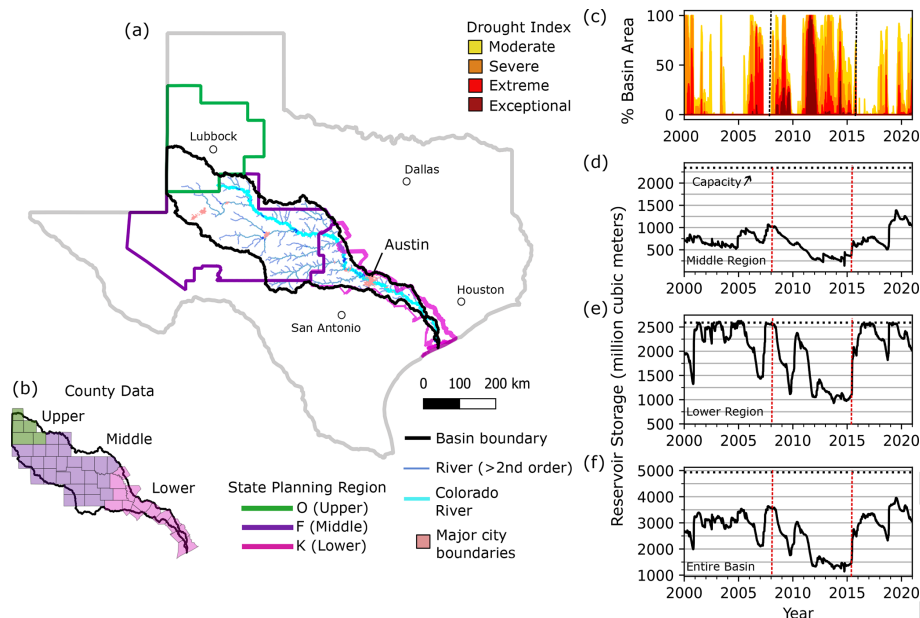 (a)
Lubbock
Dallas
Austin
Houston
San Antonio
0 100 200 km
Drought Index
Moderate
Severe
Extreme
Exceptional
(b)
County Data
Upper
Middle
Lower
State Planning Region
O (Upper)
F (Middle)
K (Lower)
Basin boundary
River (>2nd order)
Colorado
River
Major city
boundaries
(c)
% Basin Area
100
50
0
2000 2005 2010 2015 2020
(d)
Reservoir Storage (million cubic meters)
Capacity
2000
1500
1000
500
Middle Region
2000 2005 2010 2015 2020
(e)
2500
2000
1500
1000
500
Lower Region
2000 2005 2010 2015 2020
(f)
5000
4000
3000
2000
1000
Entire Basin
2000 2005 2010 2015 2020
Year